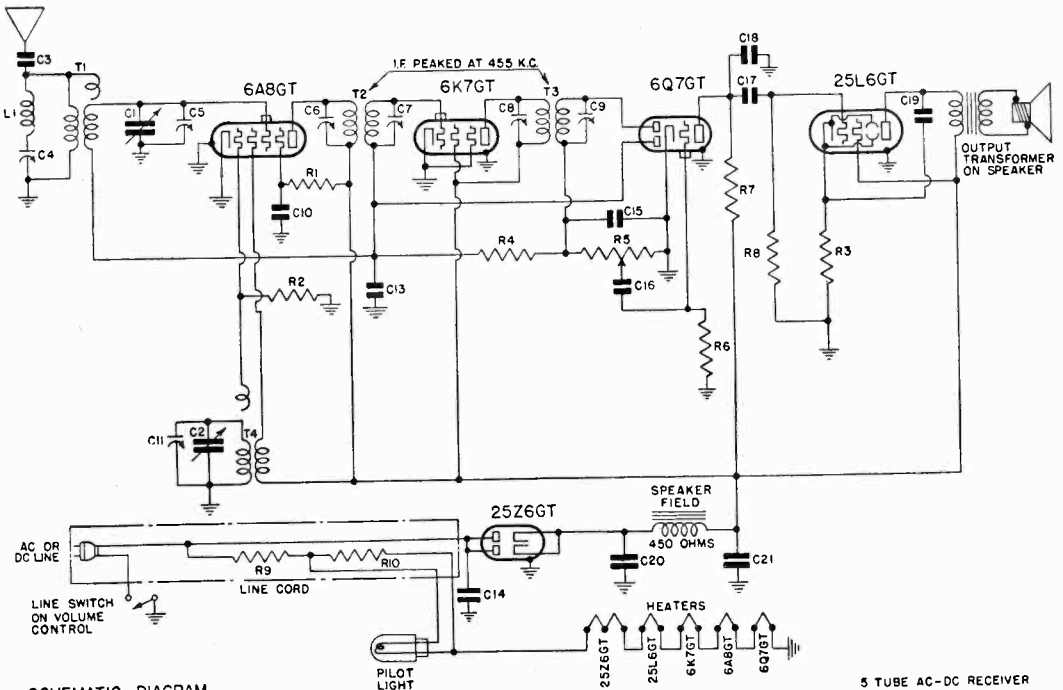 I.F. PEAKED AT 455 K.C.
6A8GT
6K7GT
6Q7GT
25L6GT
C3
T1
L1
C4
C1
C5
C6
T2
C7
C8
T3
C9
C18
C17
C19
OUTPUT
TRANSFORMER
ON SPEAKER
R1
C10
R2
C13
R4
C15
R5
C16
R6
R7
R8
R3
C11
C2
T4
25Z6GT
SPEAKER
FIELD
450 OHMS
C20
C21
AC OR
DC LINE
R9
R10
LINE CORD
C14
LINE SWITCH
ON VOLUME
CONTROL
PILOT
LIGHT
HEATERS
25Z6GT
25L6GT
6K7GT
6A8GT
6Q7GT
SCHEMATIC DIAGRAM
5 TUBE AC-DC RECEIVER